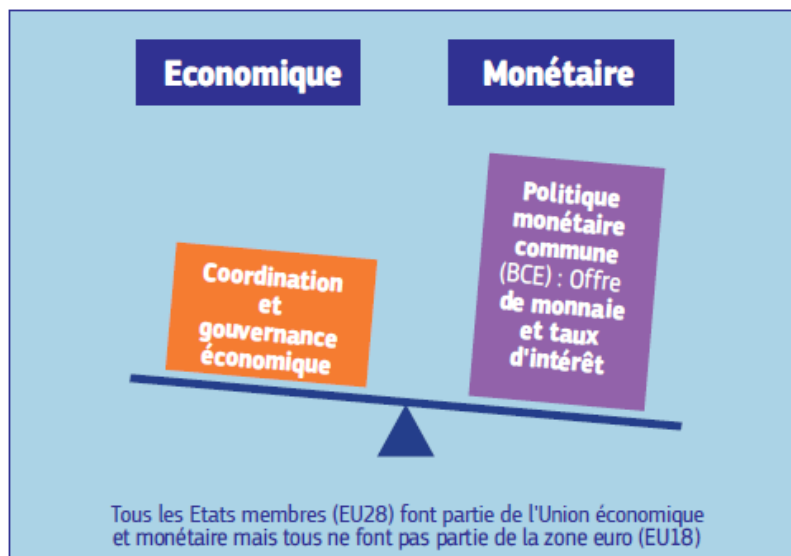 Economique
Monétaire
Coordination
et
gouvernance
économique
Politique
monétaire
commune
(BCE) : Offre
de monnaie
et taux
d'intérêt
Tous les Etats membres (EU28) font partie de l'Union économique
et monétaire mais tous ne font pas partie de la zone euro (EU18)